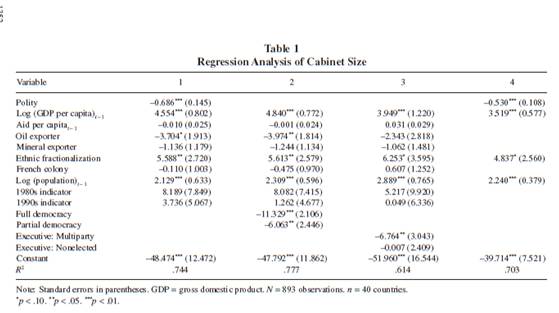 Table 1
Regression Analysis of Cabinet Size
Variable 1 2 3 4
Polity −0.686*** (0.145) −0.530*** (0.108)
Log (GDP per capita)t−1 4.554*** (0.802) 4.840*** (0.772) 3.949*** (1.220) 3.519*** (0.577)
Aid per capitat−1 −0.010 (0.025) −0.001 (0.024) 0.031 (0.029)
Oil exporter −3.704* (1.913) −3.974** (1.814) −2.343 (2.818)
Mineral exporter −1.136 (1.179) −1.244 (1.134) −1.062 (1.481)
Ethnic fractionalization 5.588** (2.720) 5.613** (2.579) 6.253* (3.595) 4.837* (2.560)
French colony −0.110 (1.003) −0.475 (0.970) 0.607 (1.252)
Log (population)t−1 2.129*** (0.633) 2.309*** (0.596) 2.889*** (0.765) 2.240*** (0.379)
1980s indicator 8.189 (7.849) 8.082 (7.415) 5.217 (9.920)
1990s indicator 3.736 (5.067) 1.262 (4.677) 0.049 (6.336)
Full democracy −11.329*** (2.106)
Partial democracy −6.063** (2.446)
Executive: Multiparty −6.764** (3.043)
Executive: Nonelected −0.007 (2.409)
Constant −48.474*** (12.472) −47.792*** (11.862) −51.960*** (16.544) −39.714*** (7.521)
R² .744 .777 .614 .703
Note: Standard errors in parentheses. GDP = gross domestic product. N = 893 observations. n = 40 countries.
*p < .10. **p < .05. ***p < .01.